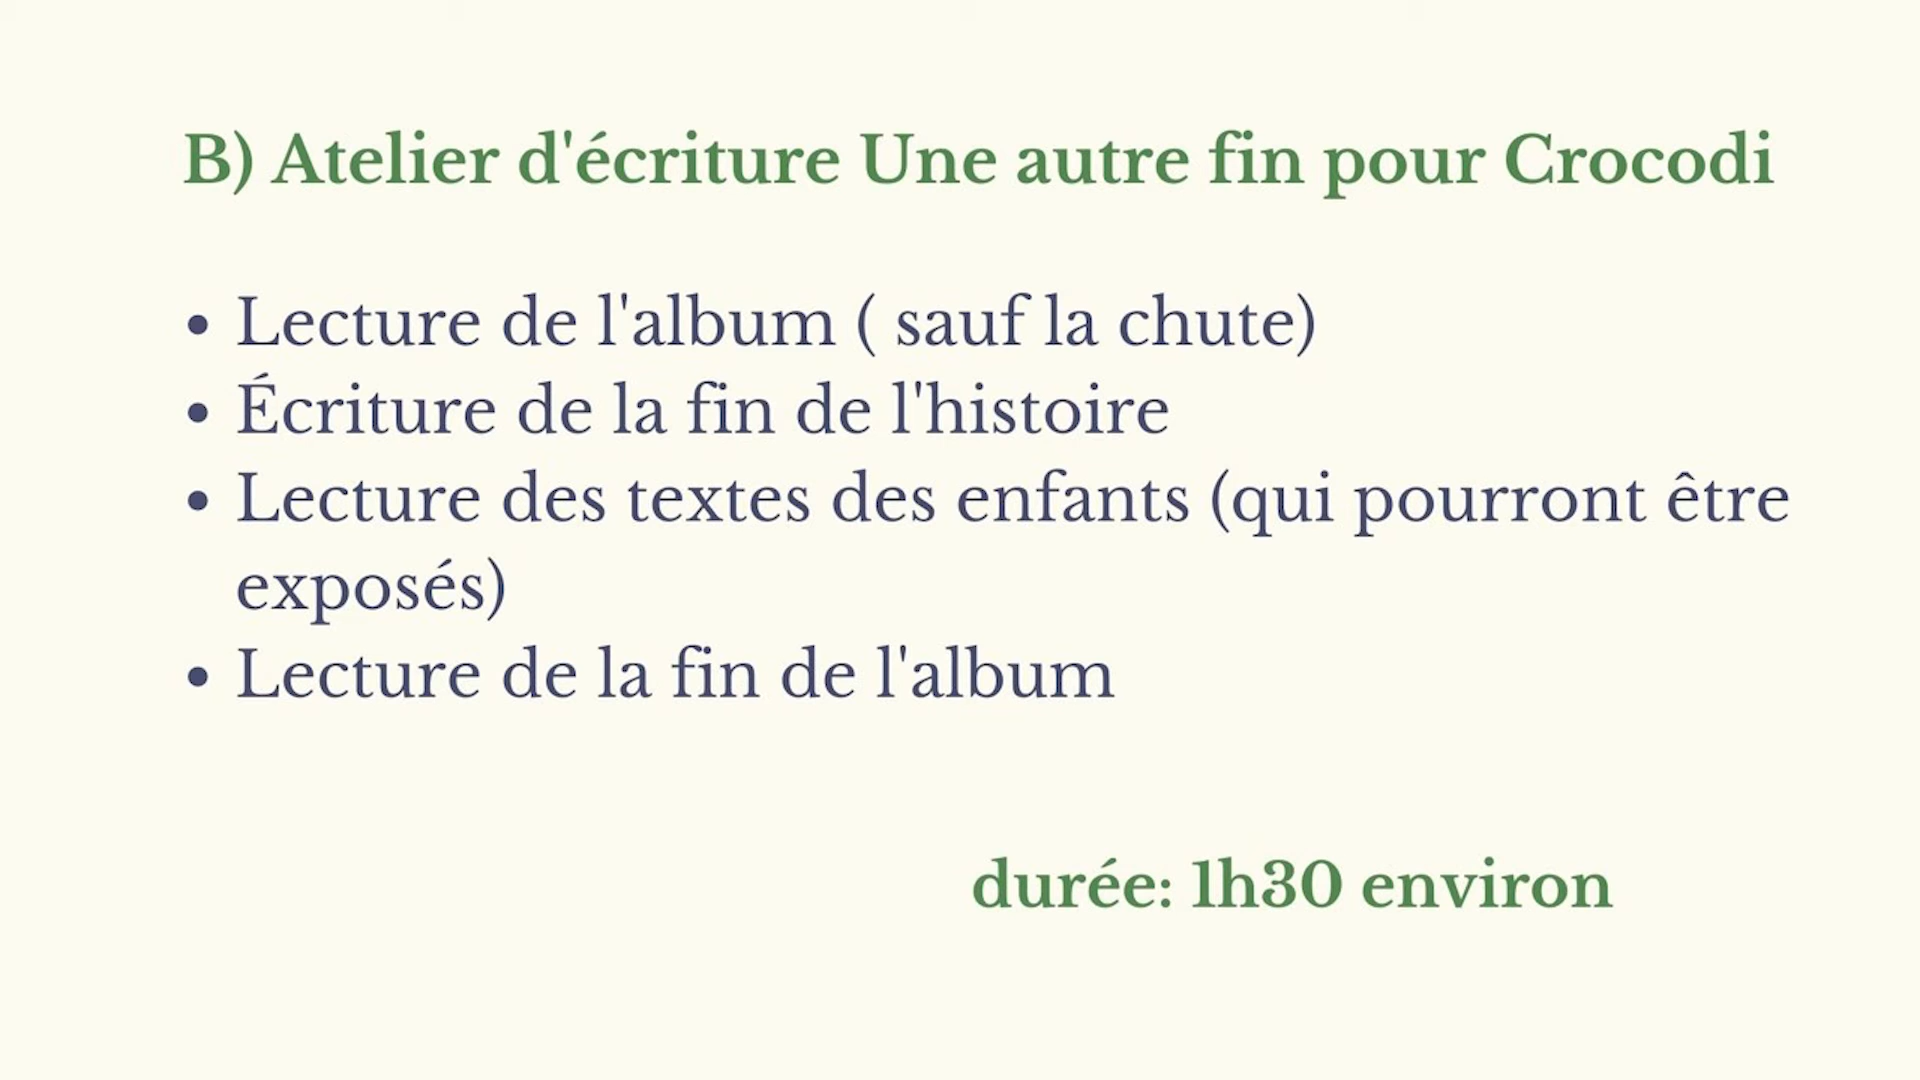 B) Atelier d'écriture Une autre fin pour Crocodi
• Lecture de l'album ( sauf la chute)
• Écriture de la fin de l'histoire
• Lecture des textes des enfants (qui pourront être
exposés)
• Lecture de la fin de l'album
durée: 1h30 environ